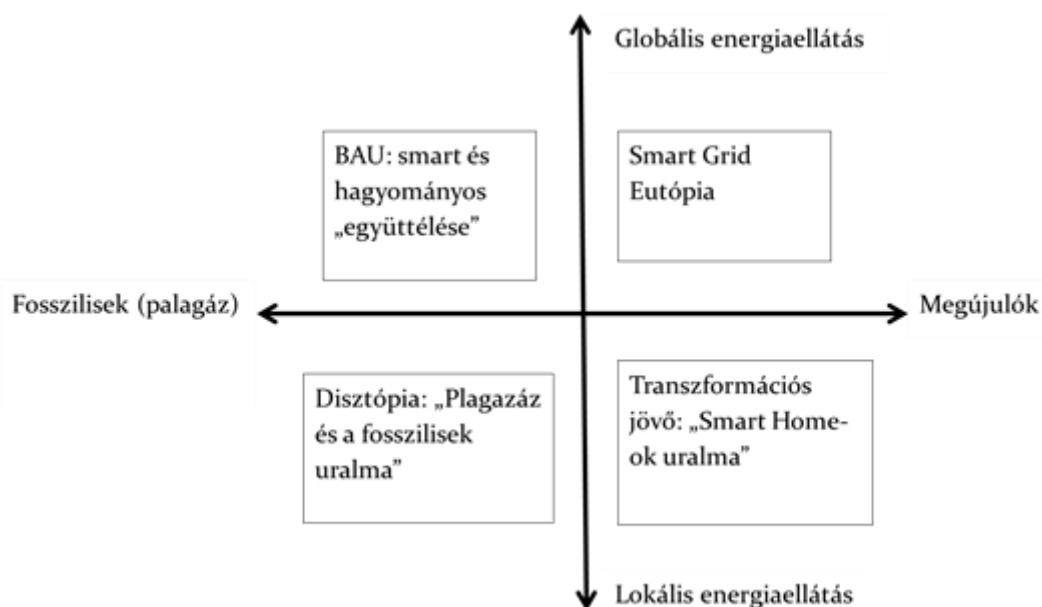 Globális energiaellátás
BAU: smart és
hagyományos
„együttélése”
Smart Grid
Eutópia
Fosszilisek (palagáz)
Megújulók
Disztópia: „Plagazáz
és a fosszilisek
uralma”
Transzformációs
jövő: „Smart Home-
ok uralma”
Lokális energiaellátás